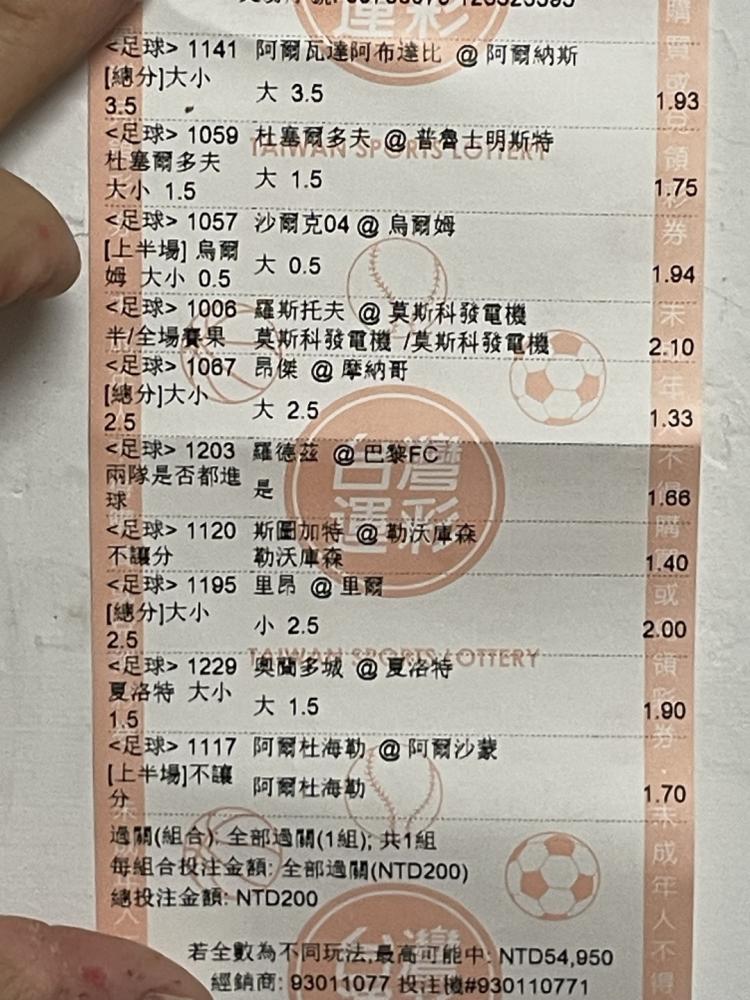 <足球> 1141 阿爾瓦達阿布達比 @ 阿爾納斯
[總分]大小
3.5 大 3.5 1.93
<足球> 1059 杜塞爾多夫 @ 普魯士明斯特
TAIWAN SPORTS LOTTERY
杜塞爾多夫
大小 1.5 大 1.5 1.75
<足球> 1057 沙爾克04 @ 烏爾姆
[上半場] 烏爾
姆 大小 0.5 大 0.5 1.94
<足球> 1006 羅斯托夫 @ 莫斯科發電機
半/全場賽果 莫斯科發電機 /莫斯科發電機 2.10
<足球> 1067 昂傑 @ 摩納哥
[總分]大小
2.5 大 2.5 1.33
<足球> 1203 羅德茲 @ 巴黎FC
台灣
運彩
兩隊是否都進
球 是 1.66
<足球> 1120 斯圖加特 @ 勒沃庫森
不讓分 勒沃庫森 1.40
<足球> 1195 里昂 @ 里爾
[總分]大小
2.5 小 2.5 2.00
TAIWAN SPORTS LOTTERY
<足球> 1229 奧蘭多城 @ 夏洛特
夏洛特 大小
1.5 大 1.5 1.90
<足球> 1117 阿爾杜海勒 @ 阿爾沙蒙
[上半場]不讓
分 阿爾杜海勒 1.70
過關(組合): 全部過關(1組); 共1組
每組合投注金額: 全部過關(NTD200)
總投注金額: NTD200
若全數為不同玩法,最高可能中: NTD54,950
經銷商: 93011077 投注機#930110771